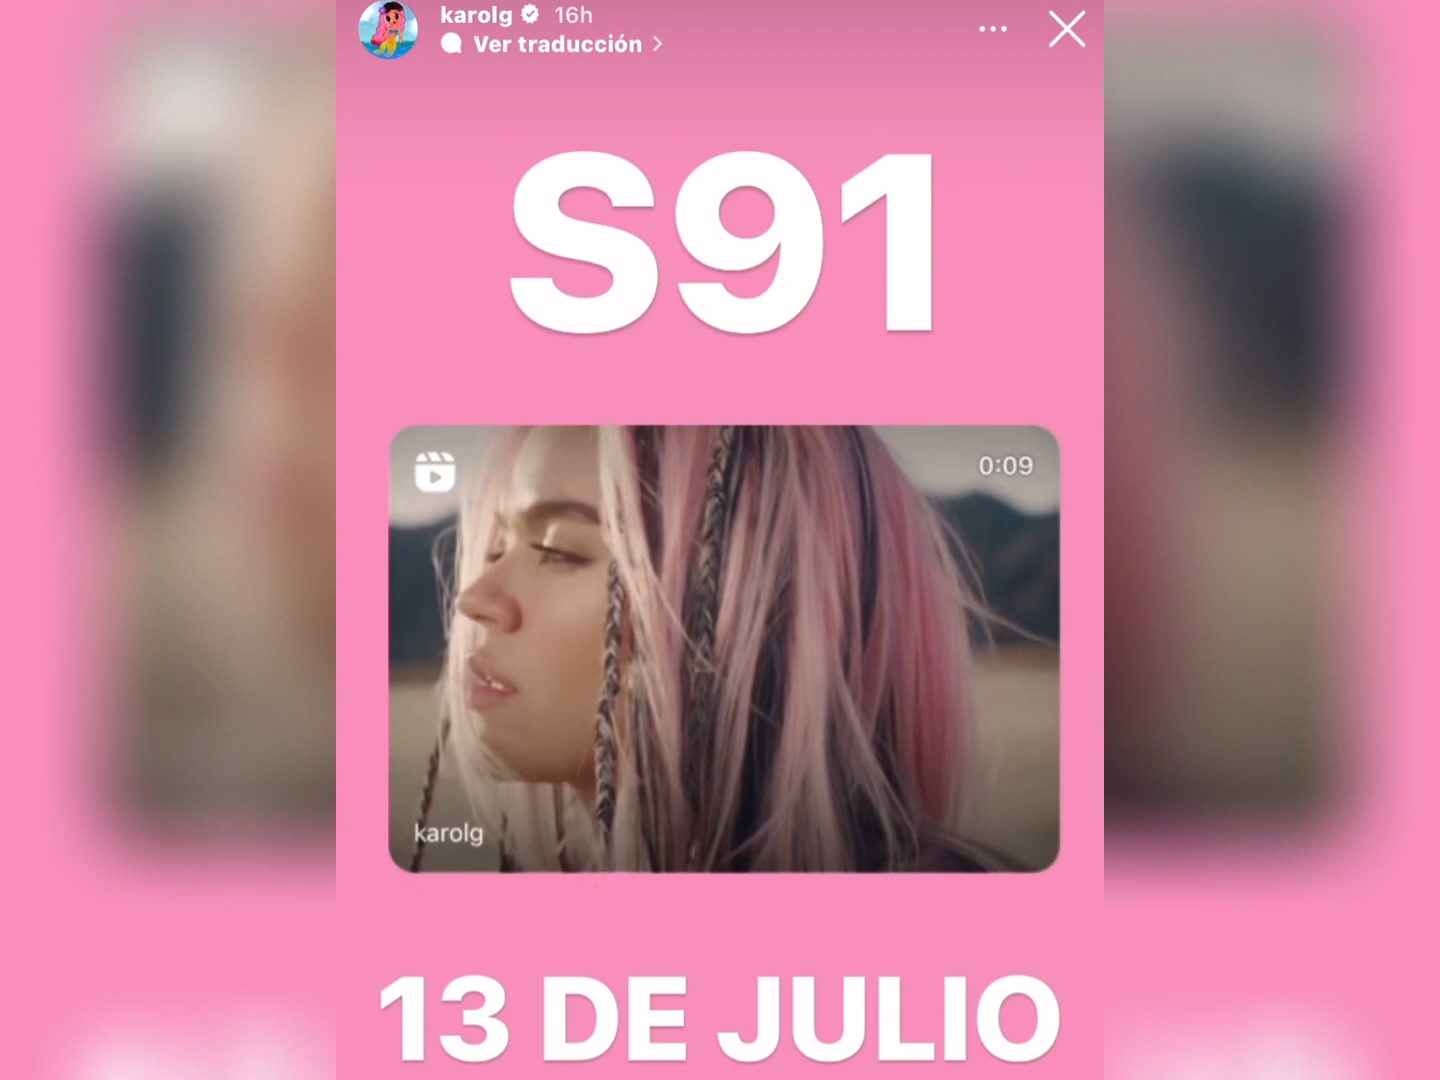 karolg 16h
Ver traducción
S91
0:09
karolg
13 DE JULIO